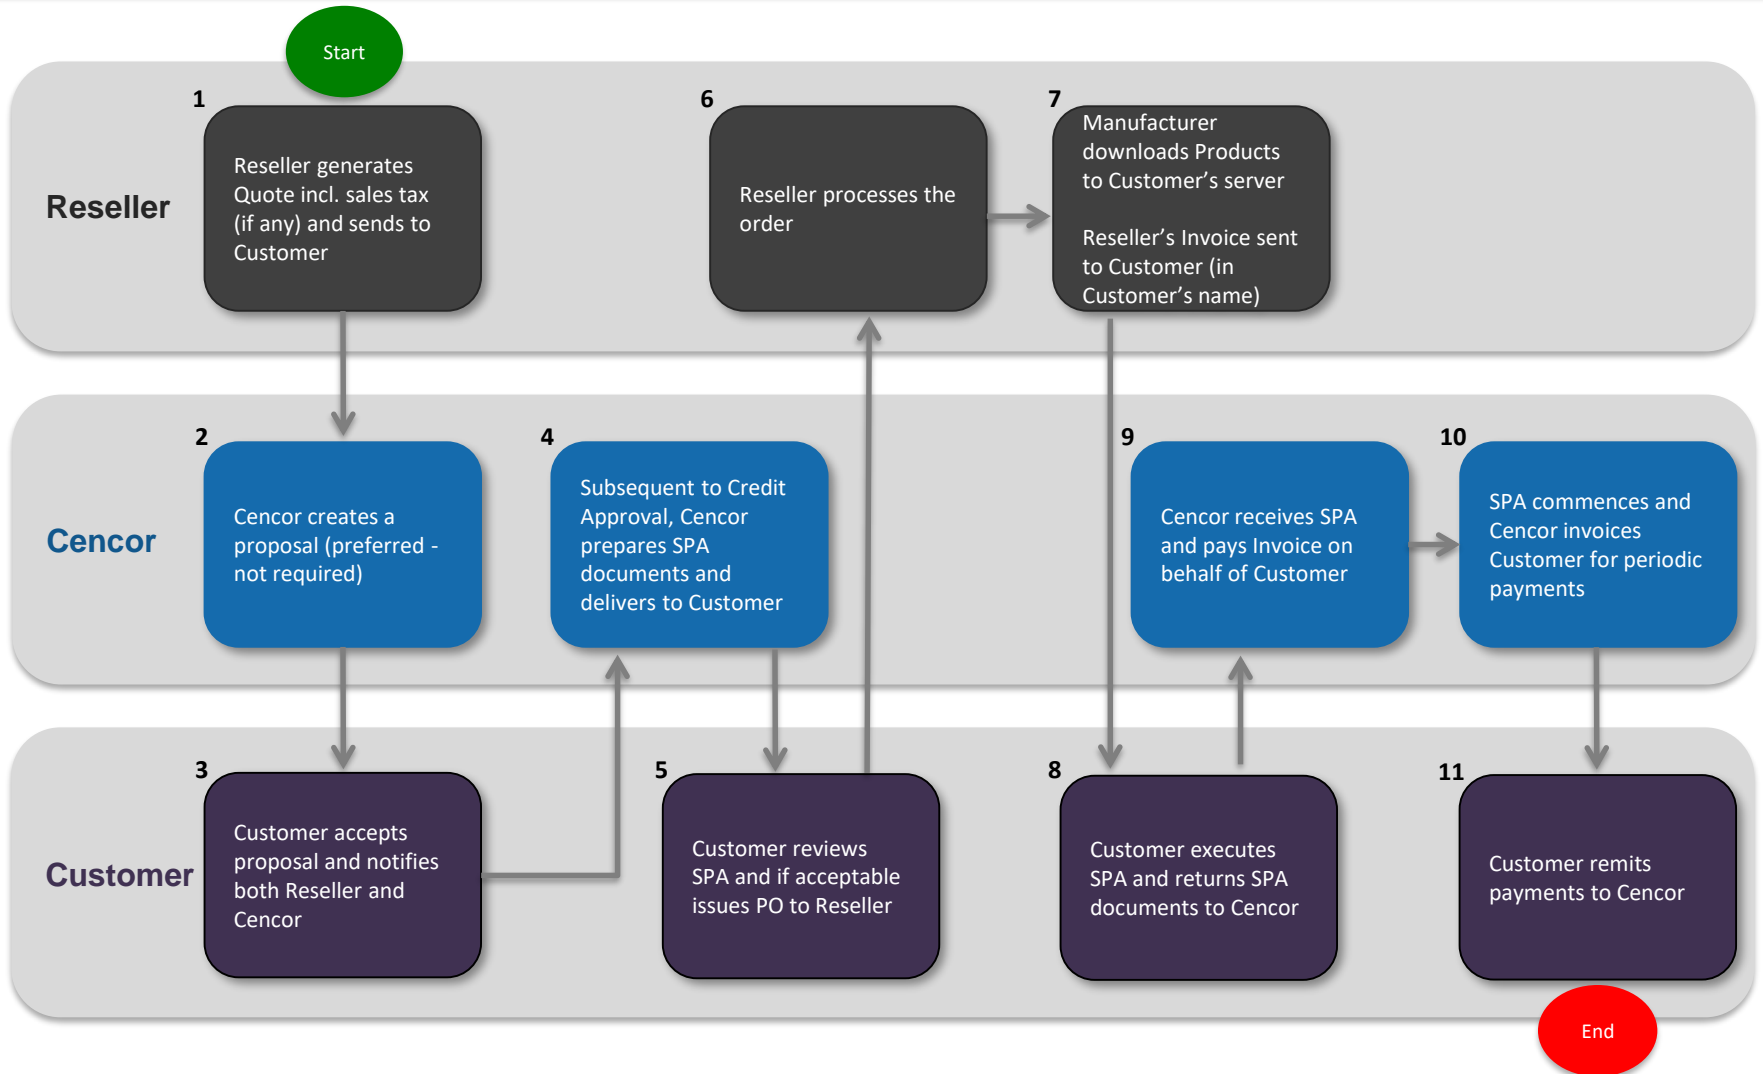 Start
Reseller
1
Reseller generates
Quote incl. sales tax
(if any) and sends to
Customer
6
Reseller processes the
order
7
Manufacturer
downloads Products
to Customer’s server
Reseller’s Invoice sent
to Customer (in
Customer’s name)
Cencor
2
Cencor creates a
proposal (preferred -
not required)
4
Subsequent to Credit
Approval, Cencor
prepares SPA
documents and
delivers to Customer
9
Cencor receives SPA
and pays Invoice on
behalf of Customer
10
SPA commences and
Cencor invoices
Customer for periodic
payments
Customer
3
Customer accepts
proposal and notifies
both Reseller and
Cencor
5
Customer reviews
SPA and if acceptable
issues PO to Reseller
8
Customer executes
SPA and returns SPA
documents to Cencor
11
Customer remits
payments to Cencor
End